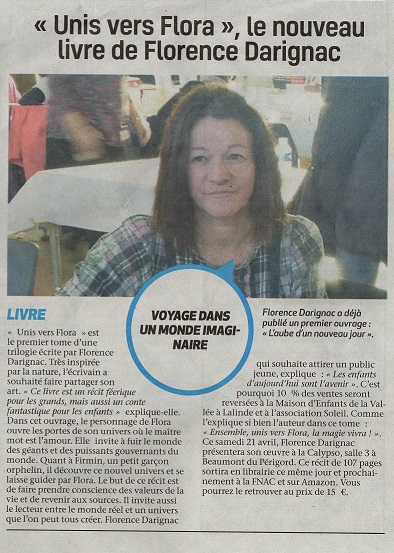 « Unis vers Flora », le nouveau
livre de Florence Darignac
LIVRE
« Unis vers Flora » est
le premier tome d'une
trilogie écrite par Florence
Darignac. Très inspirée
par la nature, l'écrivain a
souhaité faire partager son
art. « Ce livre est un récit féerique
pour les grands, mais aussi un conte
fantastique pour les enfants » explique-elle.
Dans cet ouvrage, le personnage de Flora
ouvre les portes de son univers où le maître
mot est l'amour. Elle invite à fuir le monde
des géants et des puissants gouvernants du
monde. Quant à Firmin, un petit garçon
orphelin, il découvre ce nouvel univers et se
laisse guider par Flora. Le but de ce récit est
de faire prendre conscience des valeurs de la
vie et de revenir aux sources. Il invite aussi
le lecteur entre le monde réel et un univers
que l'on peut tous créer. Florence Darignac
VOYAGE DANS
UN MONDE IMAGI-
NAIRE
Florence Darignac a déjà
publié un premier ouvrage :
« L'aube d'un nouveau jour ».
qui souhaite attirer un public
jeune, explique : « Les enfants
d'aujourd'hui sont l'avenir ». C'est
pourquoi 10 % des ventes seront
reversées à la Maison d'Enfants de la Val-
lée à Lalinde et à l'association Soleil. Comme
l'explique si bien l'auteur dans ce tome :
« Ensemble, unis vers Flora, la magie vivra ! ».
Ce samedi 21 avril, Florence Darignac
présentera son œuvre à la Calypso, salle 3 à
Beaumont du Périgord. Ce récit de 107 pages
sortira en librairie ce même jour et prochai-
nement à la FNAC et sur Amazon. Vous
pourrez le retrouver au prix de 15 €.